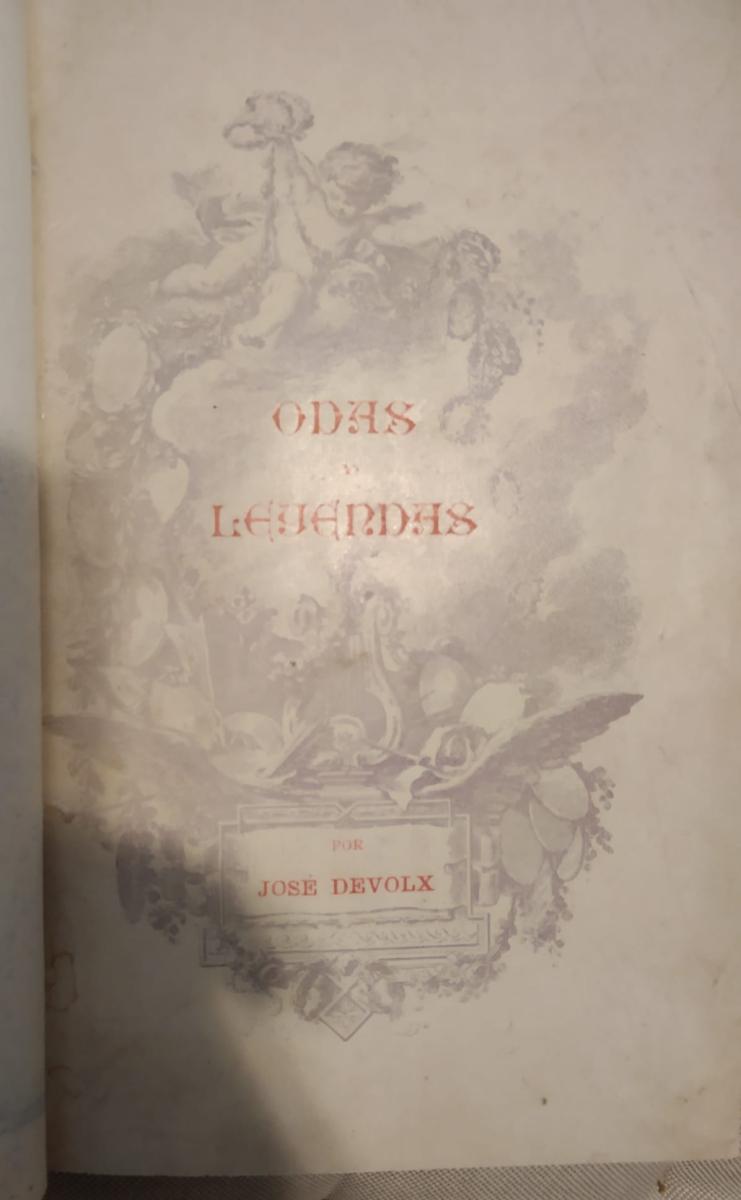 ODAS
Y
LEYENDAS
POR
JOSÉ DEVOLX